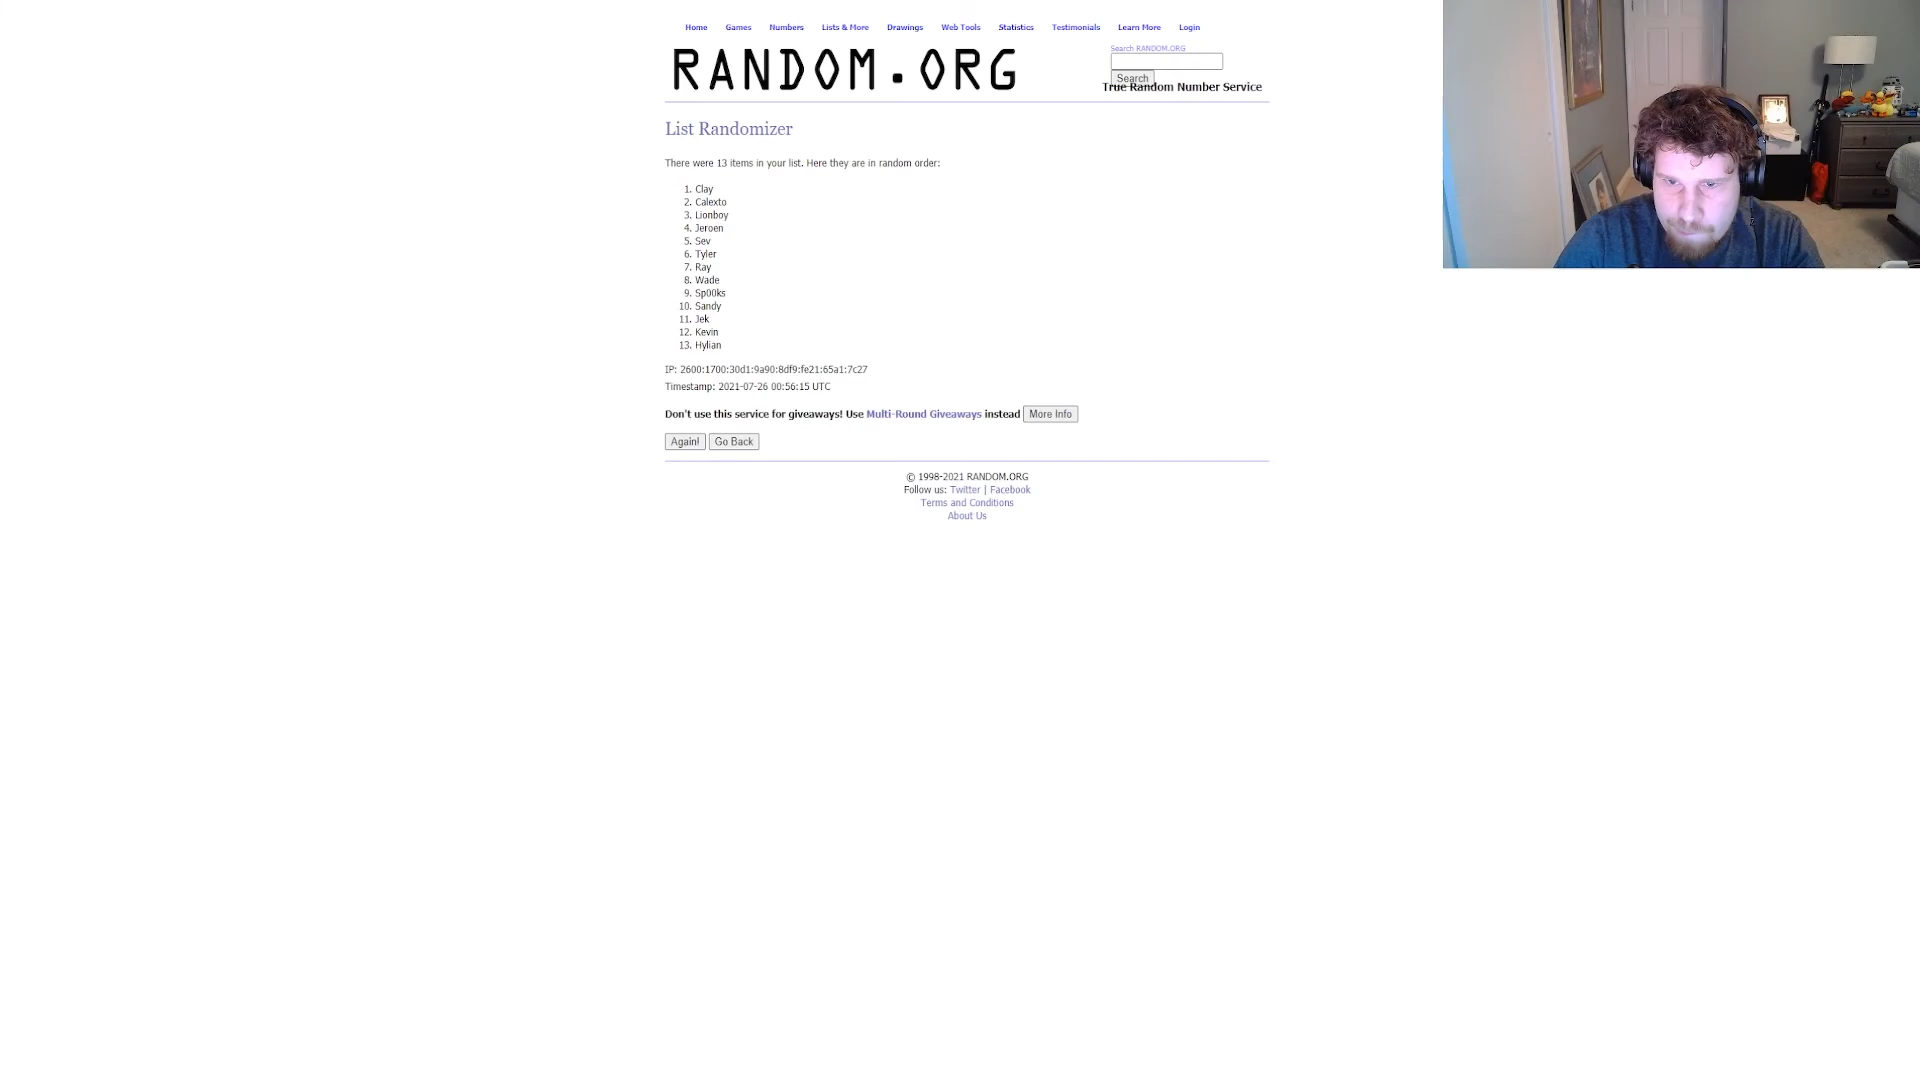 Home Games Numbers Lists & More Drawings Web Tools Statistics Testimonials Learn More Login
RANDOM.ORG
Search RANDOM.ORG
Search
True Random Number Service
List Randomizer
There were 13 items in your list. Here they are in random order:
1. Clay
2. Calexto
3. Lionboy
4. Jeroen
5. Sev
6. Tyler
7. Ray
8. Wade
9. Sp00ks
10. Sandy
11. Jek
12. Kevin
13. Hylian
IP: 2600:1700:30d1:9a90:8df9:fe21:65a1:7c27
Timestamp: 2021-07-26 00:56:15 UTC
Don't use this service for giveaways! Use Multi-Round Giveaways instead More Info
Again! Go Back
© 1998-2021 RANDOM.ORG
Follow us: Twitter | Facebook
Terms and Conditions
About Us